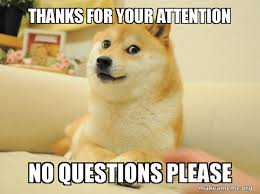 THANKS FOR YOUR ATTENTION
NO QUESTIONS PLEASE
makeameme.org